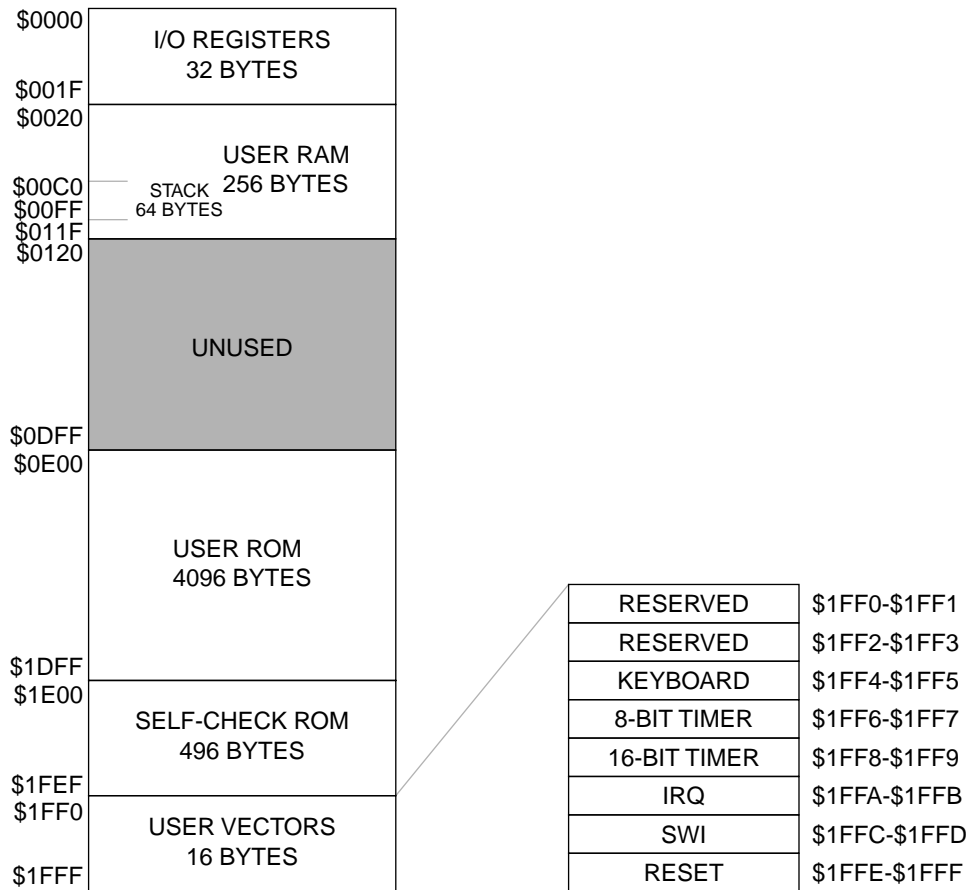 $0000
I/O REGISTERS
32 BYTES
$001F
$0020
USER RAM
256 BYTES
$00C0
STACK
64 BYTES
$00FF
$011F
$0120
UNUSED
$0DFF
$0E00
USER ROM
4096 BYTES
$1DFF
$1E00
SELF-CHECK ROM
496 BYTES
$1FEF
$1FF0
USER VECTORS
16 BYTES
$1FFF
RESERVED $1FF0-$1FF1
RESERVED $1FF2-$1FF3
KEYBOARD $1FF4-$1FF5
8-BIT TIMER $1FF6-$1FF7
16-BIT TIMER $1FF8-$1FF9
IRQ $1FFA-$1FFB
SWI $1FFC-$1FFD
RESET $1FFE-$1FFF